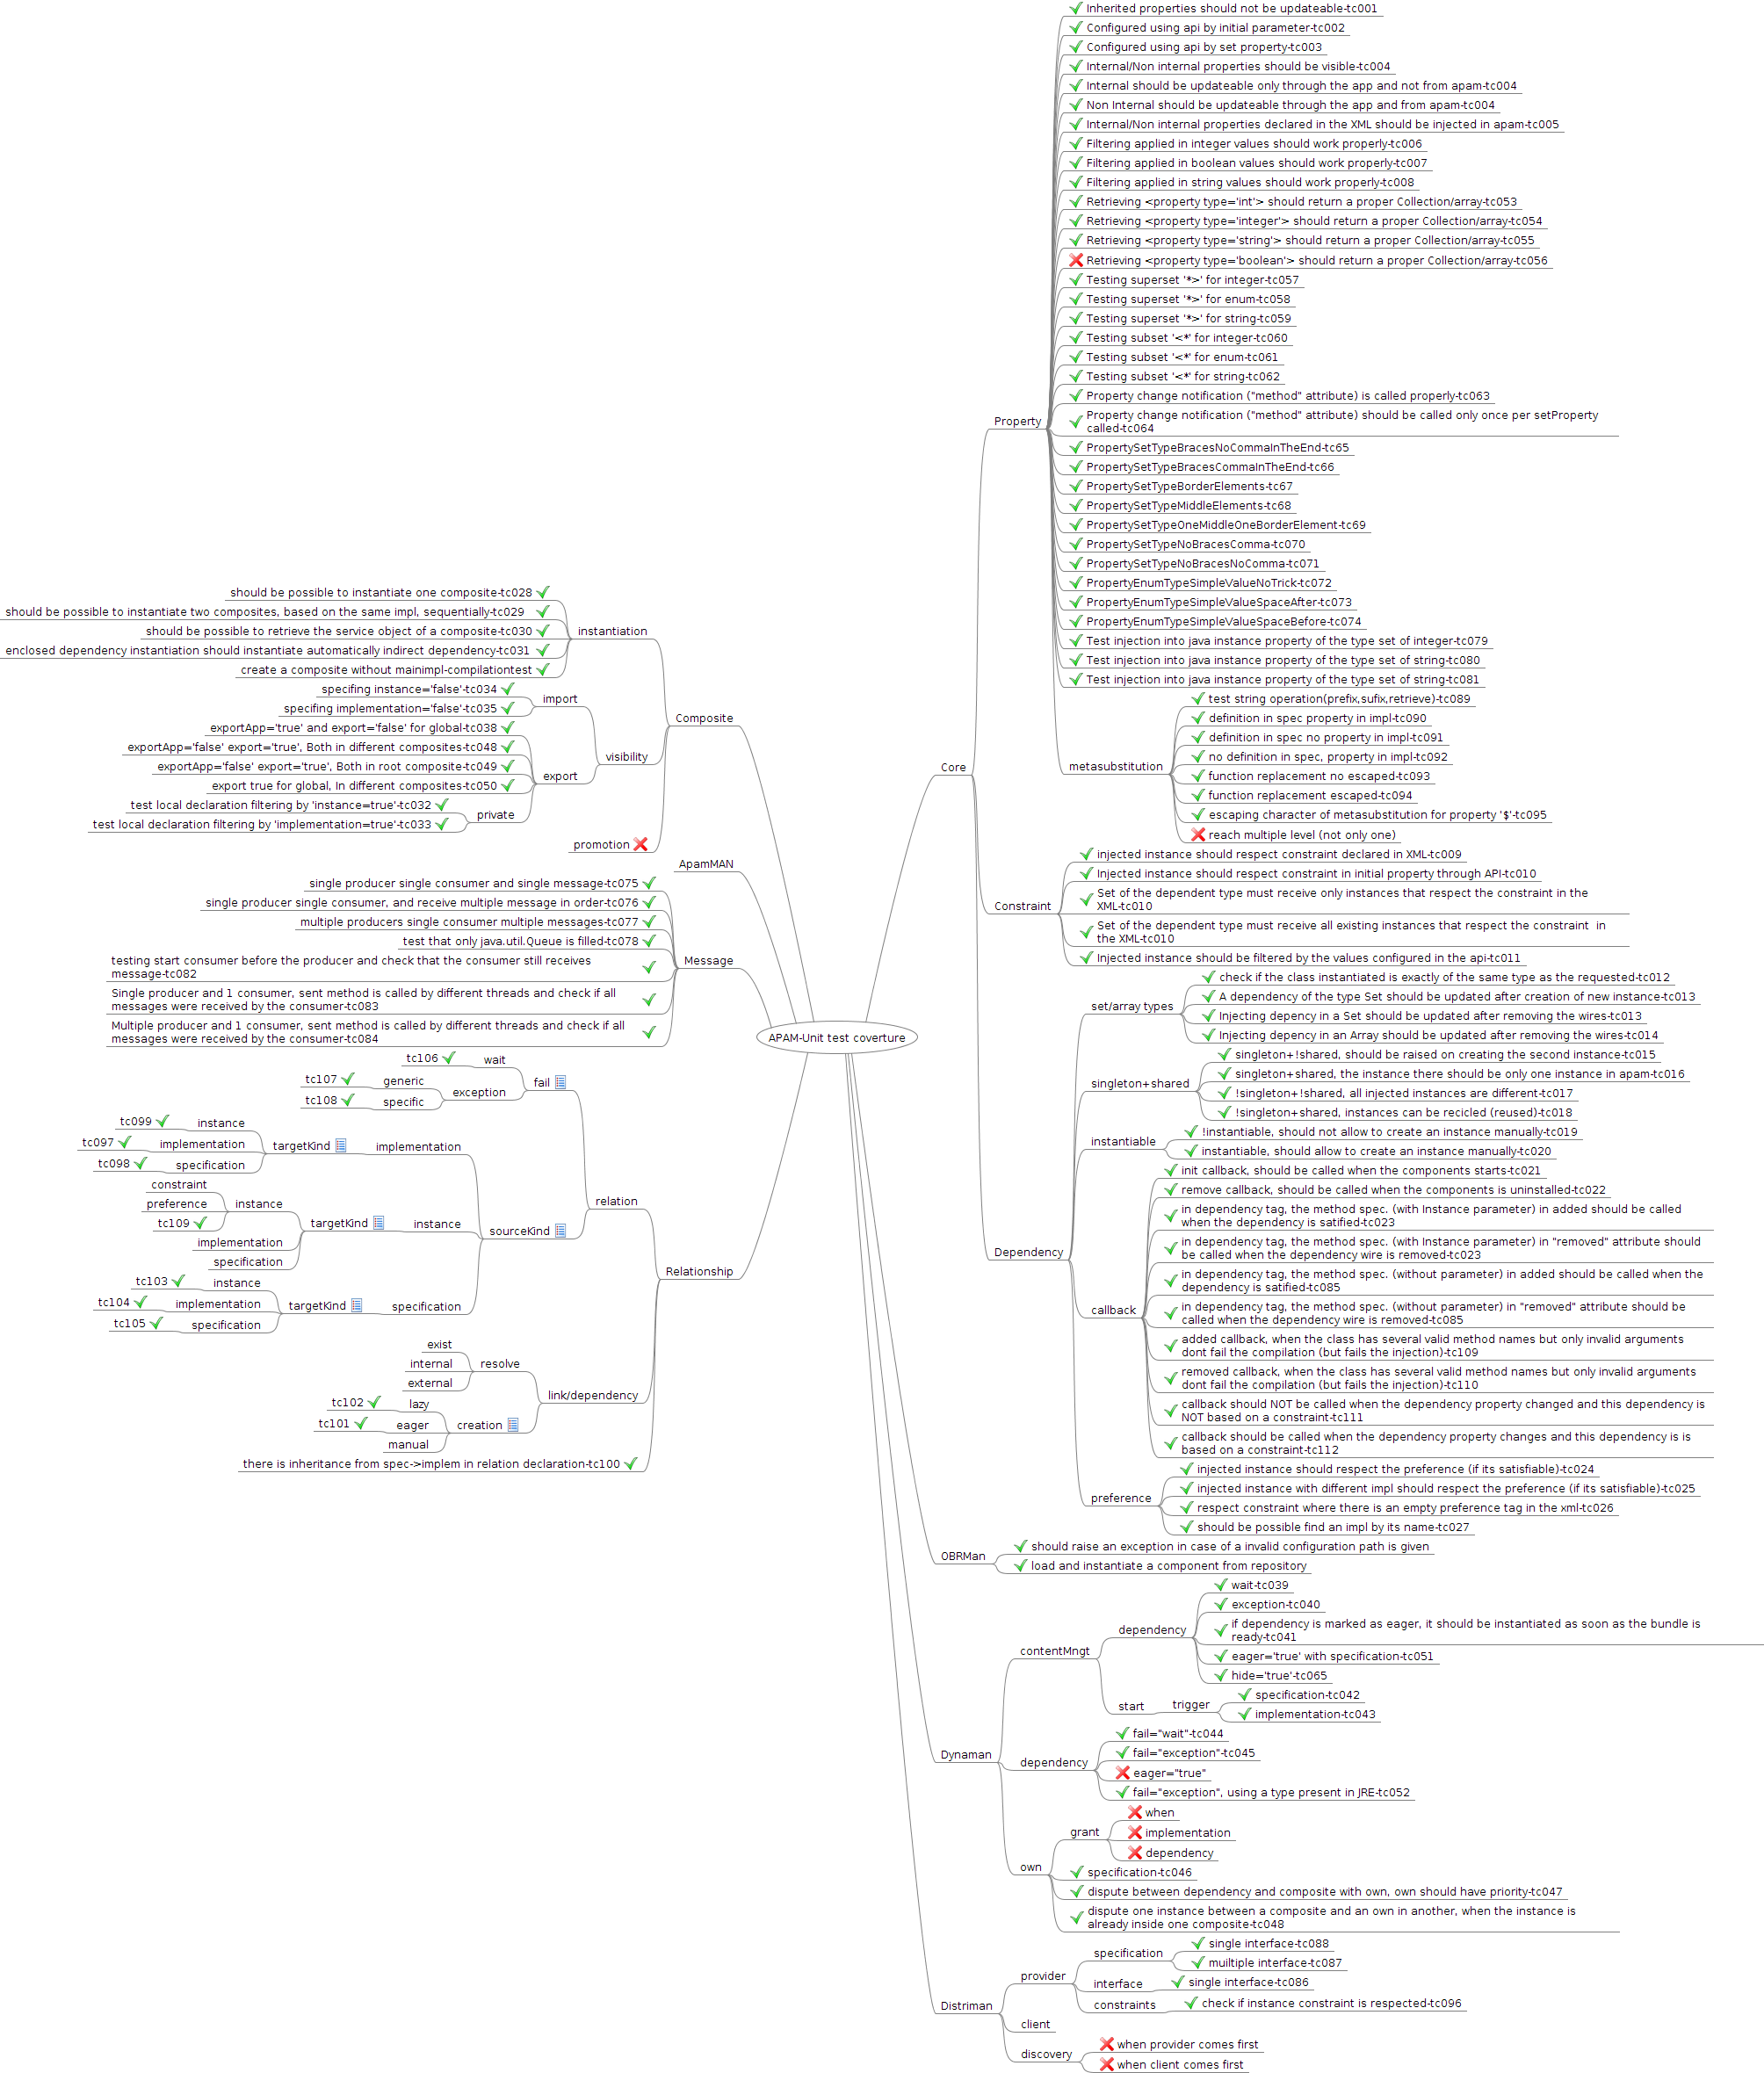 APAM-Unit test coverture
Core
Property
Inherited properties should not be updateable-tc001
Configured using api by initial parameter-tc002
Configured using api by set property-tc003
Internal/Non internal properties should be visible-tc004
Internal should be updateable only through the app and not from apam-tc004
Non Internal should be updateable through the app and from apam-tc004
Internal/Non internal properties declared in the XML should be injected in apam-tc005
Filtering applied in integer values should work properly-tc006
Filtering applied in boolean values should work properly-tc007
Filtering applied in string values should work properly-tc008
Retrieving <property type='int'> should return a proper Collection/array-tc053
Retrieving <property type='integer'> should return a proper Collection/array-tc054
Retrieving <property type='string'> should return a proper Collection/array-tc055
Retrieving <property type='boolean'> should return a proper Collection/array-tc056
Testing superset '*>' for integer-tc057
Testing superset '*>' for enum-tc058
Testing superset '*>' for string-tc059
Testing subset '<*' for integer-tc060
Testing subset '<*' for enum-tc061
Testing subset '<*' for string-tc062
Property change notification ("method" attribute) is called properly-tc063
Property change notification ("method" attribute) should be called only once per setProperty
called-tc064
PropertySetTypeBracesNoCommaInTheEnd-tc65
PropertySetTypeBracesCommaInTheEnd-tc66
PropertySetTypeBorderElements-tc67
PropertySetTypeMiddleElements-tc68
PropertySetTypeOneMiddleOneBorderElement-tc69
PropertySetTypeNoBracesComma-tc070
PropertySetTypeNoBracesNoComma-tc071
PropertyEnumTypeSimpleValueNoTrick-tc072
PropertyEnumTypeSimpleValueSpaceAfter-tc073
PropertyEnumTypeSimpleValueSpaceBefore-tc074
Test injection into java instance property of the type set of integer-tc079
Test injection into java instance property of the type set of string-tc080
Test injection into java instance property of the type set of string-tc081
metasubstitution
test string operation(prefix,sufix,retrieve)-tc089
definition in spec property in impl-tc090
definition in spec no property in impl-tc091
no definition in spec, property in impl-tc092
function replacement no escaped-tc093
function replacement escaped-tc094
escaping character of metasubstitution for property '$'-tc095
reach multiple level (not only one)
Constraint
injected instance should respect constraint declared in XML-tc009
Injected instance should respect constraint in initial property through API-tc010
Set of the dependent type must receive only instances that respect the constraint in the
XML-tc010
Set of the dependent type must receive all existing instances that respect the constraint  in
the XML-tc010
Injected instance should be filtered by the values configured in the api-tc011
Dependency
set/array types
check if the class instantiated is exactly of the same type as the requested-tc012
A dependency of the type Set should be updated after creation of new instance-tc013
Injecting depency in a Set should be updated after removing the wires-tc013
Injecting depency in an Array should be updated after removing the wires-tc014
singleton+shared
singleton+!shared, should be raised on creating the second instance-tc015
singleton+shared, the instance there should be only one instance in apam-tc016
!singleton+!shared, all injected instances are different-tc017
!singleton+shared, instances can be recicled (reused)-tc018
instantiable
!instantiable, should not allow to create an instance manually-tc019
instantiable, should allow to create an instance manually-tc020
callback
init callback, should be called when the components starts-tc021
remove callback, should be called when the components is uninstalled-tc022
in dependency tag, the method spec. (with Instance parameter) in added should be called
when the dependency is satified-tc023
in dependency tag, the method spec. (with Instance parameter) in "removed" attribute should
be called when the dependency wire is removed-tc023
in dependency tag, the method spec. (without parameter) in added should be called when the
dependency is satified-tc085
in dependency tag, the method spec. (without parameter) in "removed" attribute should be
called when the dependency wire is removed-tc085
added callback, when the class has several valid method names but only invalid arguments
dont fail the compilation (but fails the injection)-tc109
removed callback, when the class has several valid method names but only invalid arguments
dont fail the compilation (but fails the injection)-tc110
callback should NOT be called when the dependency property changed and this dependency is
NOT based on a constraint-tc111
callback should be called when the dependency property changes and this dependency is is
based on a constraint-tc112
preference
injected instance should respect the preference (if its satisfiable)-tc024
injected instance with different impl should respect the preference (if its satisfiable)-tc025
respect constraint where there is an empty preference tag in the xml-tc026
should be possible find an impl by its name-tc027
OBRMan
should raise an exception in case of a invalid configuration path is given
load and instantiate a component from repository
Dynaman
contentMngt
dependency
wait-tc039
exception-tc040
if dependency is marked as eager, it should be instantiated as soon as the bundle is
ready-tc041
eager='true' with specification-tc051
hide='true'-tc065
start
trigger
specification-tc042
implementation-tc043
dependency
fail="wait"-tc044
fail="exception"-tc045
eager="true"
fail="exception", using a type present in JRE-tc052
own
grant
when
implementation
dependency
specification-tc046
dispute between dependency and composite with own, own should have priority-tc047
dispute one instance between a composite and an own in another, when the instance is
already inside one composite-tc048
Distriman
provider
specification
single interface-tc088
muiltiple interface-tc087
interface
single interface-tc086
constraints
check if instance constraint is respected-tc096
client
discovery
when provider comes first
when client comes first
Composite
instantiation
should be possible to instantiate one composite-tc028
should be possible to instantiate two composites, based on the same impl, sequentially-tc029
should be possible to retrieve the service object of a composite-tc030
enclosed dependency instantiation should instantiate automatically indirect dependency-tc031
create a composite without mainimpl-compilationtest
visibility
import
specifing instance='false'-tc034
specifing implementation='false'-tc035
export
exportApp='true' and export='false' for global-tc038
exportApp='false' export='true', Both in different composites-tc048
exportApp='false' export='true', Both in root composite-tc049
export true for global, In different composites-tc050
private
test local declaration filtering by 'instance=true'-tc032
test local declaration filtering by 'implementation=true'-tc033
promotion
ApamMAN
Message
single producer single consumer and single message-tc075
single producer single consumer, and receive multiple message in order-tc076
multiple producers single consumer multiple messages-tc077
test that only java.util.Queue is filled-tc078
testing start consumer before the producer and check that the consumer still receives
message-tc082
Single producer and 1 consumer, sent method is called by different threads and check if all
messages were received by the consumer-tc083
Multiple producer and 1 consumer, sent method is called by different threads and check if all
messages were received by the consumer-tc084
Relationship
relation
fail
wait
tc106
exception
generic
tc107
specific
tc108
sourceKind
implementation
targetKind
instance
tc099
implementation
tc097
specification
tc098
instance
targetKind
instance
constraint
preference
tc109
implementation
specification
specification
targetKind
instance
tc103
implementation
tc104
specification
tc105
link/dependency
resolve
exist
internal
external
creation
lazy
tc102
eager
tc101
manual
there is inheritance from spec->implem in relation declaration-tc100